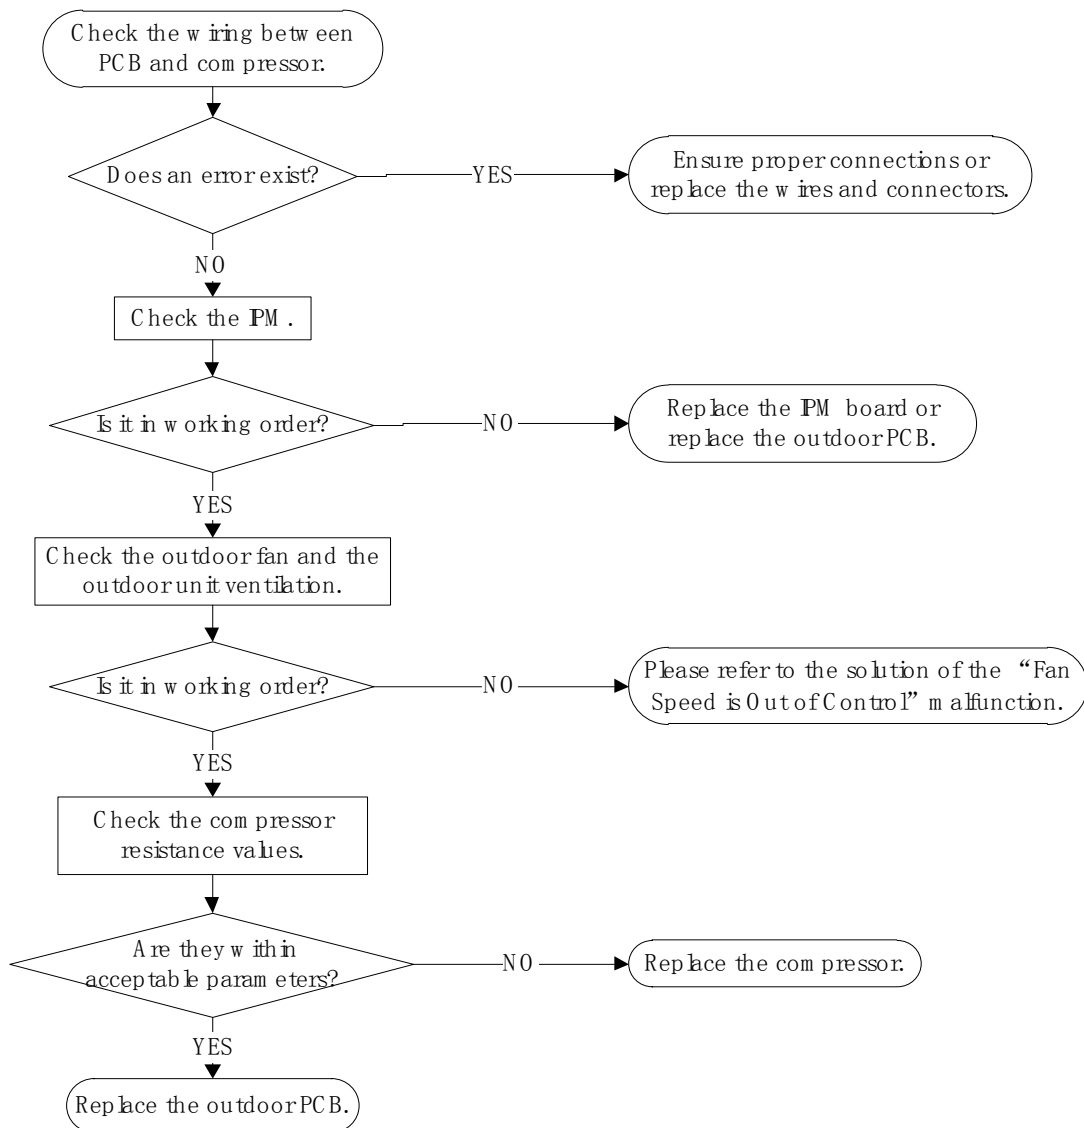 Check the wiring between
PCB and compressor.
Does an error exist?
YES
Ensure proper connections or
replace the wires and connectors.
NO
Check the IPM.
Is it in working order?
NO
Replace the IPM board or
replace the outdoor PCB.
YES
Check the outdoor fan and the
outdoor unit ventilation.
Is it in working order?
NO
Please refer to the solution of the “Fan
Speed is Out of Control” malfunction.
YES
Check the compressor
resistance values.
Are they within
acceptable parameters?
NO
Replace the compressor.
YES
Replace the outdoor PCB.